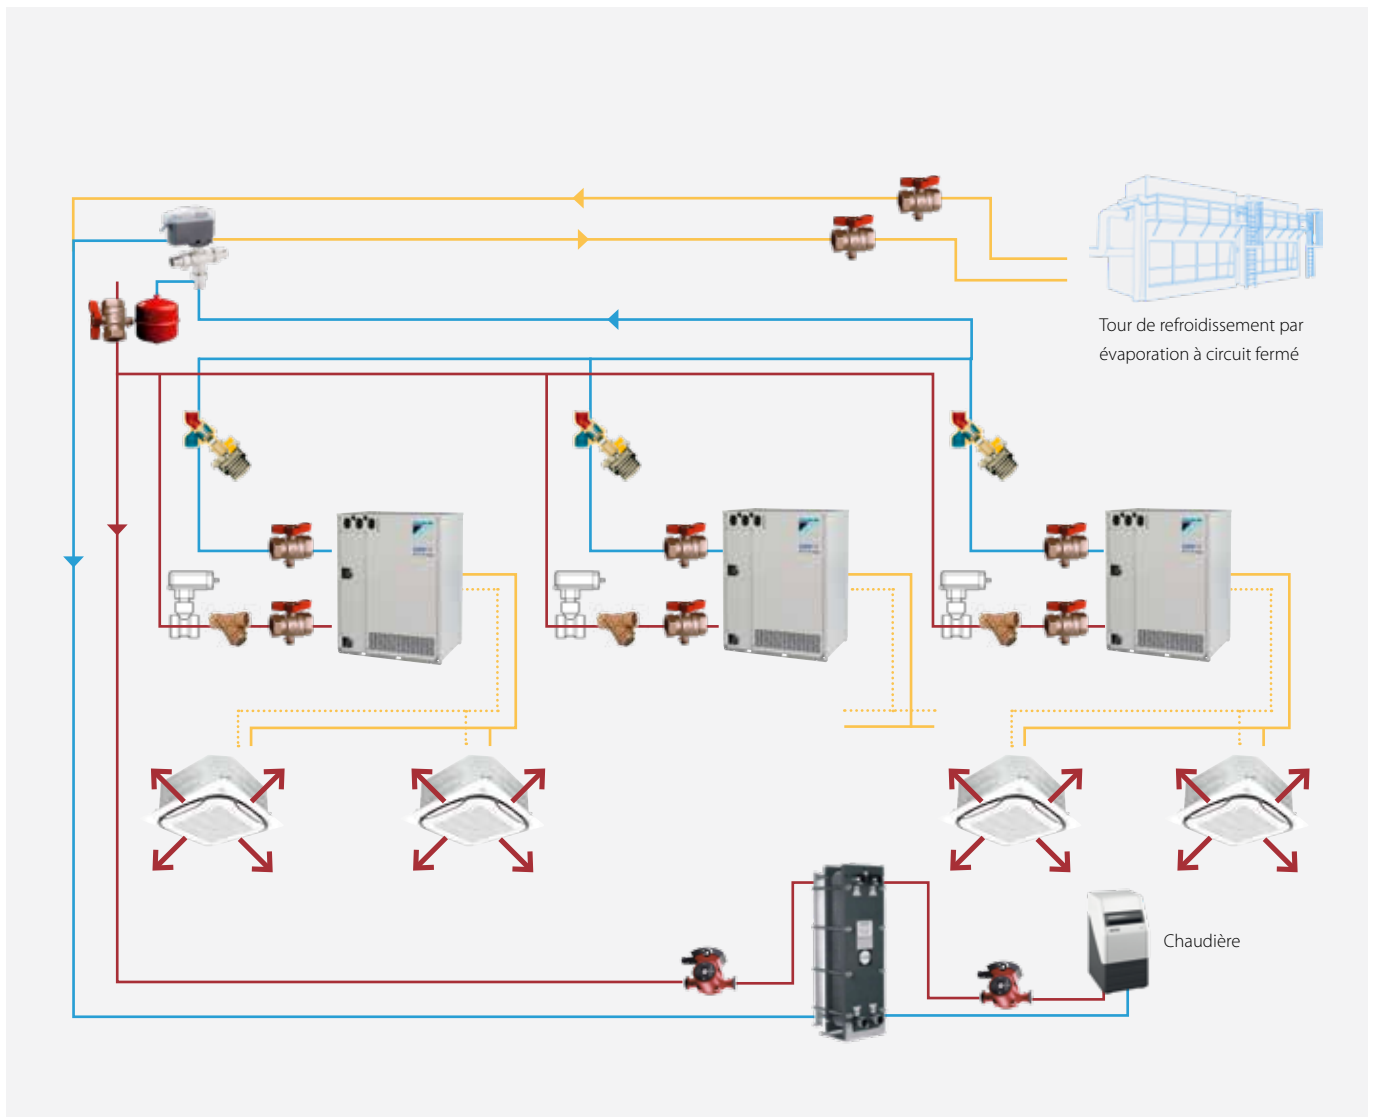 Tour de refroidissement par
évaporation à circuit fermé
Chaudière